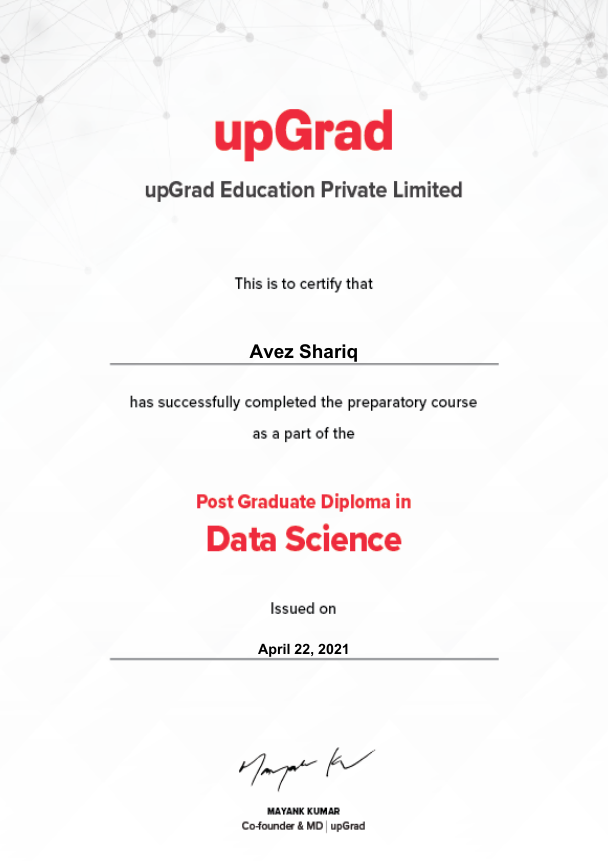 upGrad
upGrad Education Private Limited
This is to certify that
Avez Shariq
has successfully completed the preparatory course
as a part of the
Post Graduate Diploma in
Data Science
Issued on
April 22, 2021
MAYANK KUMAR
Co-founder & MD | upGrad